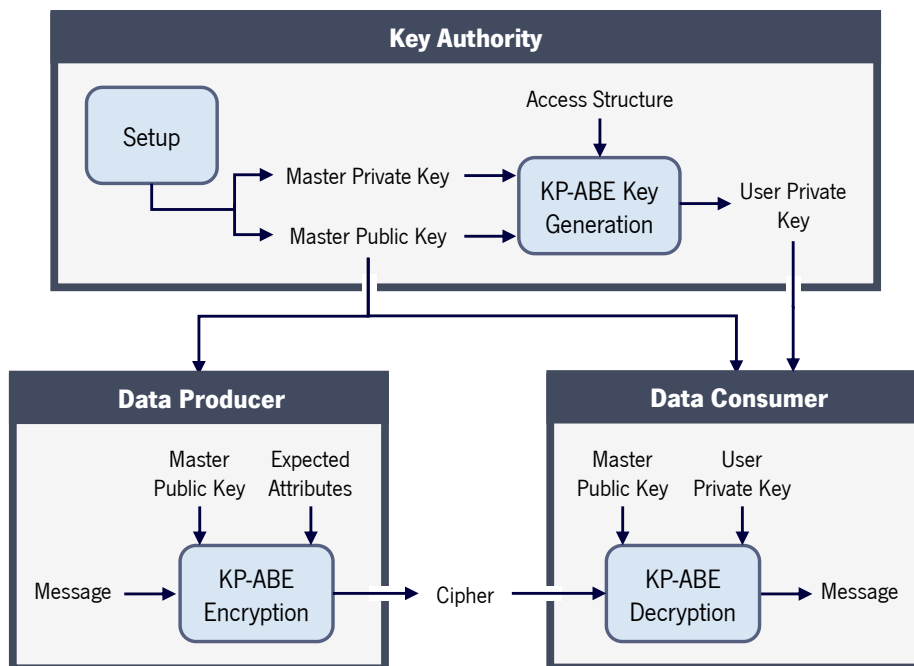 Key Authority
Access Structure
Setup
Master Private Key
KP-ABE Key
Generation
User Private
Key
Master Public Key
Data Producer
Master
Public Key
Expected
Attributes
Message
KP-ABE
Encryption
Cipher
Data Consumer
Master
Public Key
User
Private Key
KP-ABE
Decryption
Message